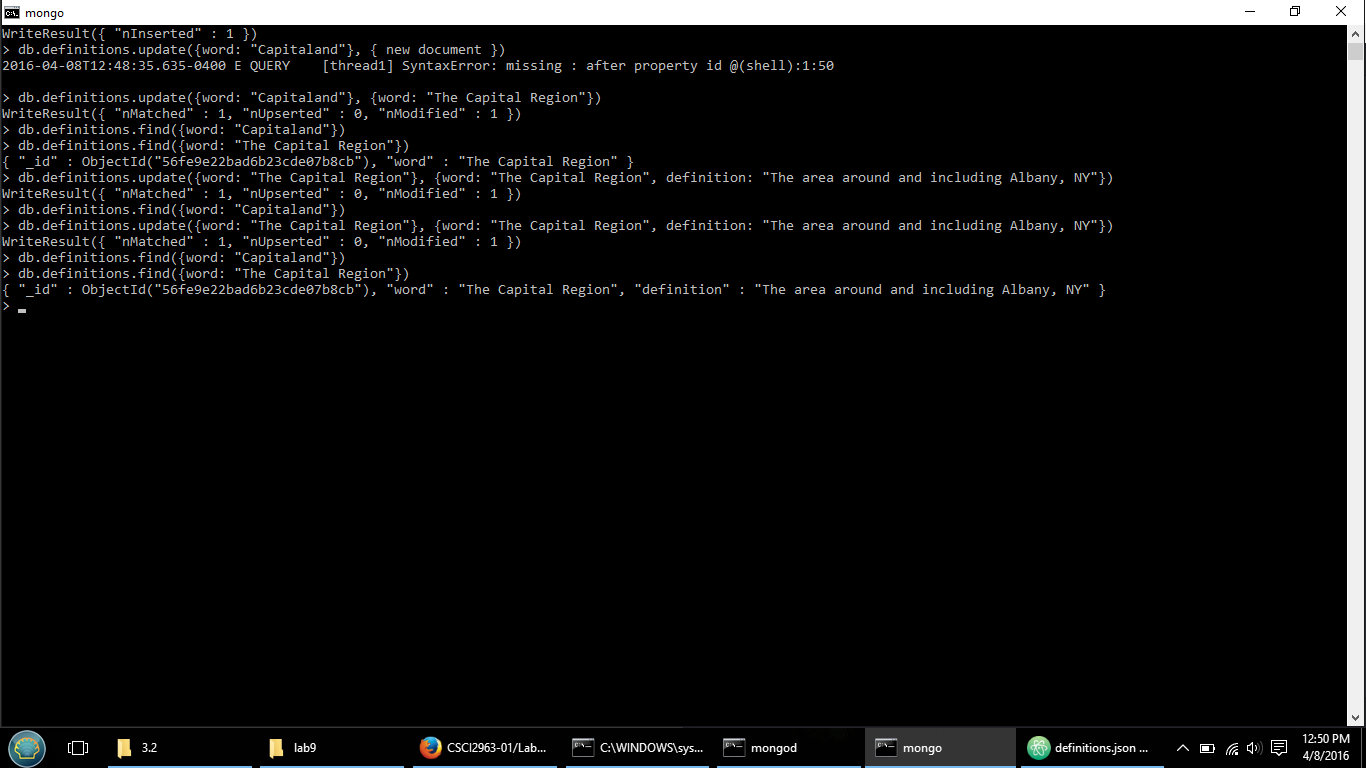 mongo
WriteResult({ "nInserted" : 1 })
> db.definitions.update({word: "Capitaland"}, { new document })
2016-04-08T12:48:35.635-0400 E QUERY    [thread1] SyntaxError: missing : after property id @(shell):1:50
> db.definitions.update({word: "Capitaland"}, {word: "The Capital Region"})
WriteResult({ "nMatched" : 1, "nUpserted" : 0, "nModified" : 1 })
> db.definitions.find({word: "Capitaland"})
> db.definitions.find({word: "The Capital Region"})
{ "_id" : ObjectId("56fe9e22bad6b23cde07b8cb"), "word" : "The Capital Region" }
> db.definitions.update({word: "The Capital Region"}, {word: "The Capital Region", definition: "The area around and including Albany, NY"})
WriteResult({ "nMatched" : 1, "nUpserted" : 0, "nModified" : 1 })
> db.definitions.find({word: "Capitaland"})
> db.definitions.update({word: "The Capital Region"}, {word: "The Capital Region", definition: "The area around and including Albany, NY"})
WriteResult({ "nMatched" : 1, "nUpserted" : 0, "nModified" : 1 })
> db.definitions.find({word: "Capitaland"})
> db.definitions.find({word: "The Capital Region"})
{ "_id" : ObjectId("56fe9e22bad6b23cde07b8cb"), "word" : "The Capital Region", "definition" : "The area around and including Albany, NY" }
>
3.2 lab9 CSCI2963-01/Lab... C:\WINDOWS\sys... mongod mongo definitions.json ... 12:50 PM
4/8/2016